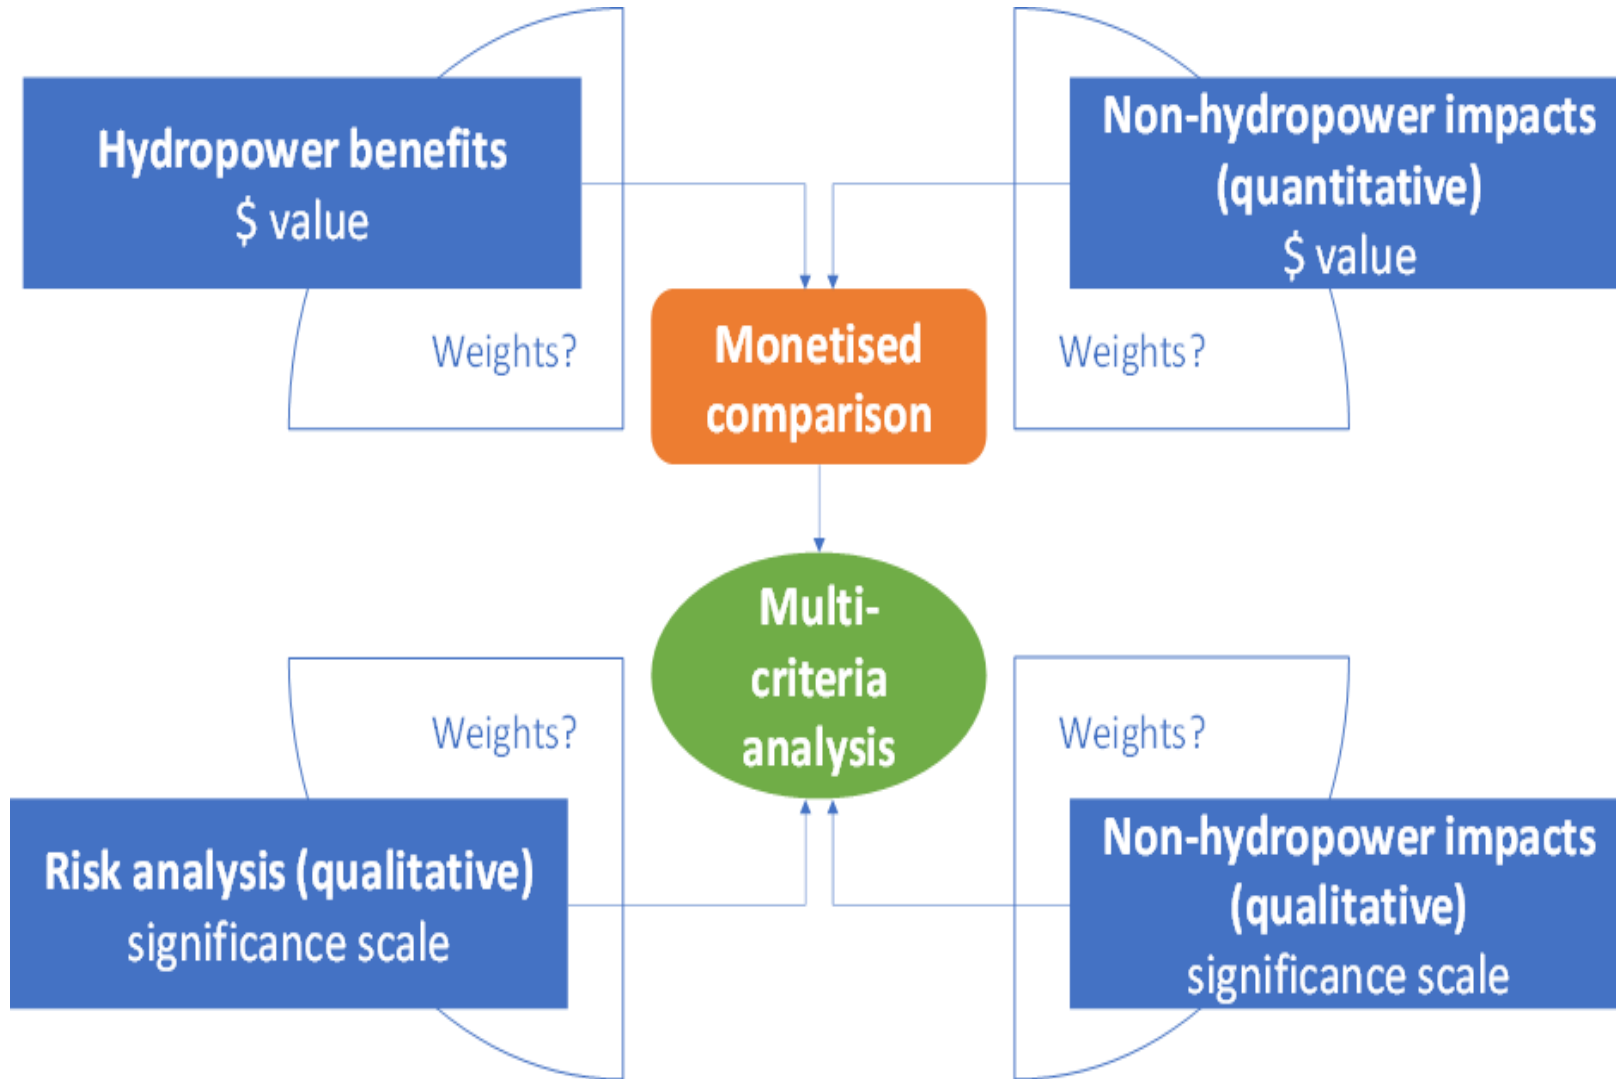 Hydropower benefits
$ value
Non-hydropower impacts
(quantitative)
$ value
Weights?
Monetised
comparison
Weights?
Multi-
criteria
analysis
Weights?
Weights?
Risk analysis (qualitative)
significance scale
Non-hydropower impacts
(qualitative)
significance scale